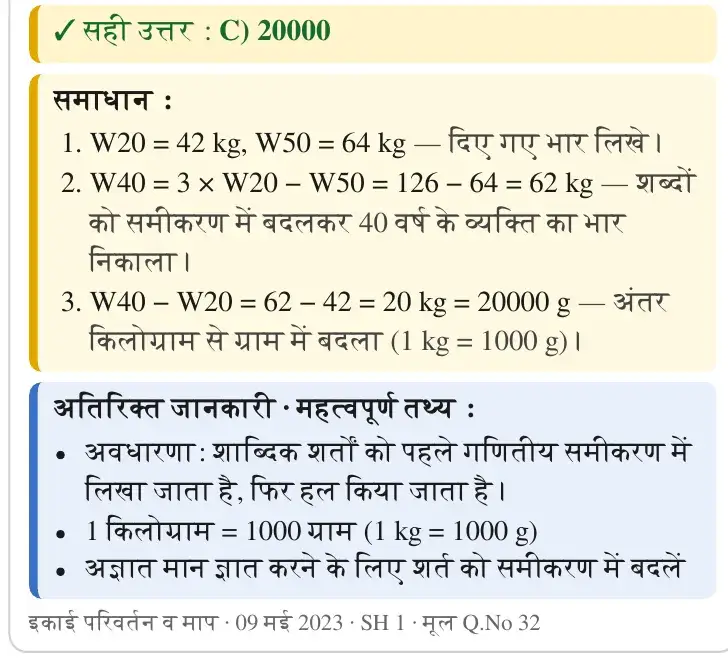 ✓ सही उत्तर : C) 20000
समाधान :
1. W20 = 42 kg, W50 = 64 kg — दिए गए भार लिखे।
2. W40 = 3 × W20 − W50 = 126 − 64 = 62 kg — शब्दों
को समीकरण में बदलकर 40 वर्ष के व्यक्ति का भार
निकाला।
3. W40 − W20 = 62 − 42 = 20 kg = 20000 g — अंतर
किलोग्राम से ग्राम में बदला (1 kg = 1000 g)।
अतिरिक्त जानकारी · महत्वपूर्ण तथ्य :
• अवधारणा : शाब्दिक शर्तों को पहले गणितीय समीकरण में
लिखा जाता है, फिर हल किया जाता है।
• 1 किलोग्राम = 1000 ग्राम (1 kg = 1000 g)
• अज्ञात मान ज्ञात करने के लिए शर्त को समीकरण में बदलें
इकाई परिवर्तन व माप · 09 मई 2023 · SH 1 · मूल Q.No 32